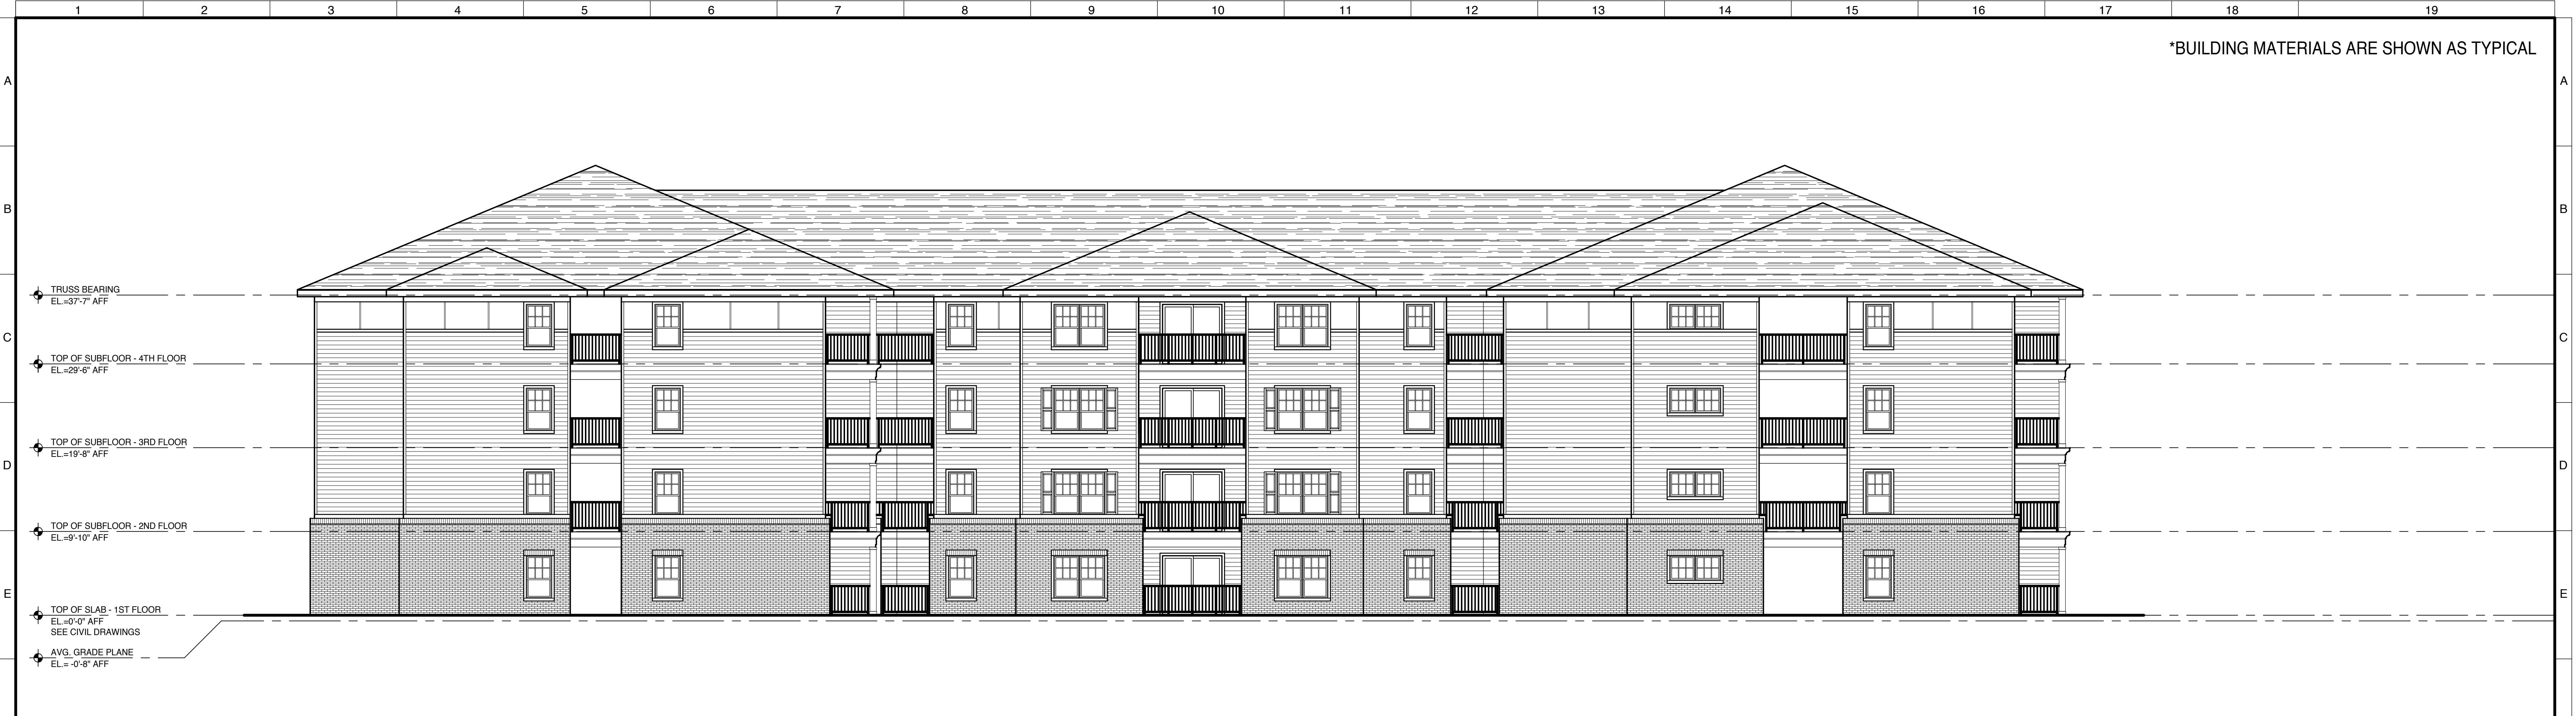 1 2 3 4 5 6 7 8 9 10 11 12 13 14 15 16 17 18 19
*BUILDING MATERIALS ARE SHOWN AS TYPICAL
A A
B B
TRUSS BEARING
EL.=37'-7" AFF
C C
TOP OF SUBFLOOR - 4TH FLOOR
EL.=29'-6" AFF
TOP OF SUBFLOOR - 3RD FLOOR
EL.=19'-8" AFF
D D
TOP OF SUBFLOOR - 2ND FLOOR
EL.=9'-10" AFF
E E
TOP OF SLAB - 1ST FLOOR
EL.=0'-0" AFF
SEE CIVIL DRAWINGS
AVG. GRADE PLANE
EL.= -0'-8" AFF